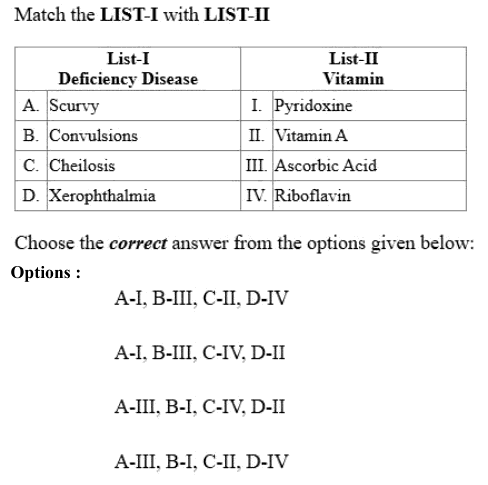 Match the LIST-I with LIST-II
List-I List-II
Deficiency Disease Vitamin
A. Scurvy I. Pyridoxine
B. Convulsions II. Vitamin A
C. Cheilosis III. Ascorbic Acid
D. Xerophthalmia IV. Riboflavin
Choose the correct answer from the options given below:
Options :
A-I, B-III, C-II, D-IV
A-I, B-III, C-IV, D-II
A-III, B-I, C-IV, D-II
A-III, B-I, C-II, D-IV